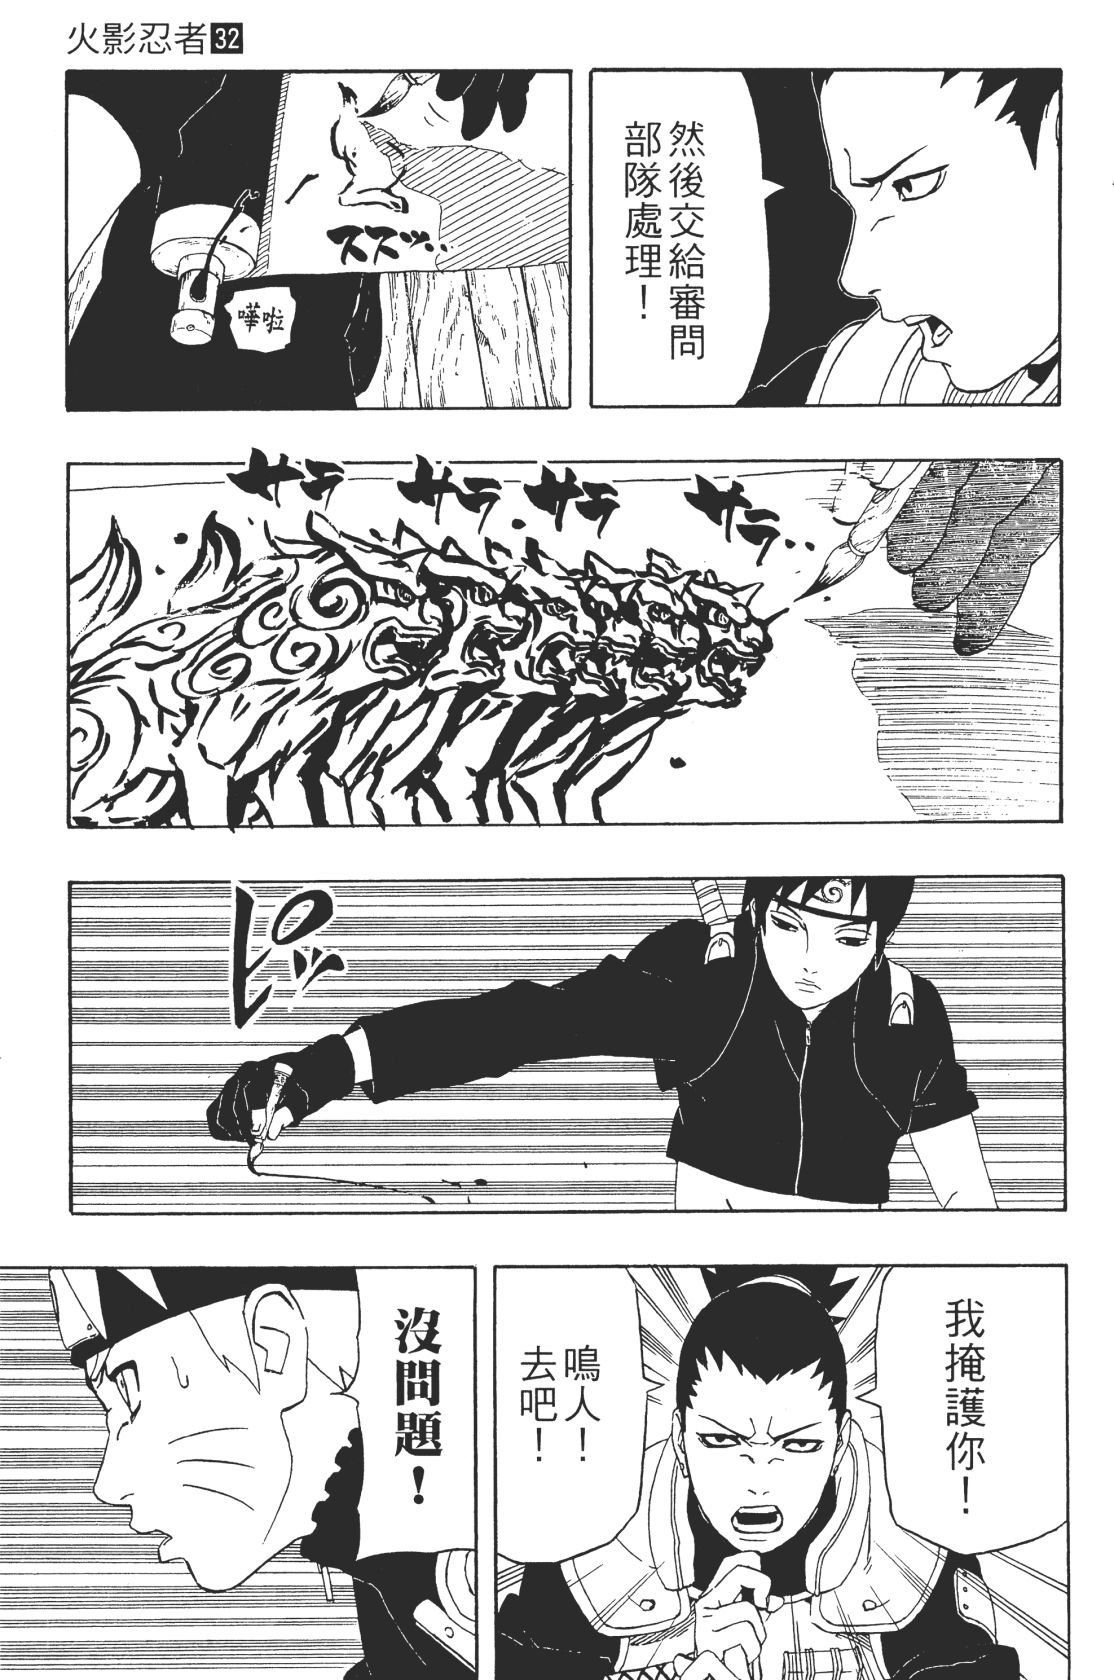 火影忍者32
然後交給審問
部隊處理！
スズッ…
嘩啦
サラ
サラ
サラ
サラ…
ピッ
我掩護你！
鳴人！
去吧！
沒問題！